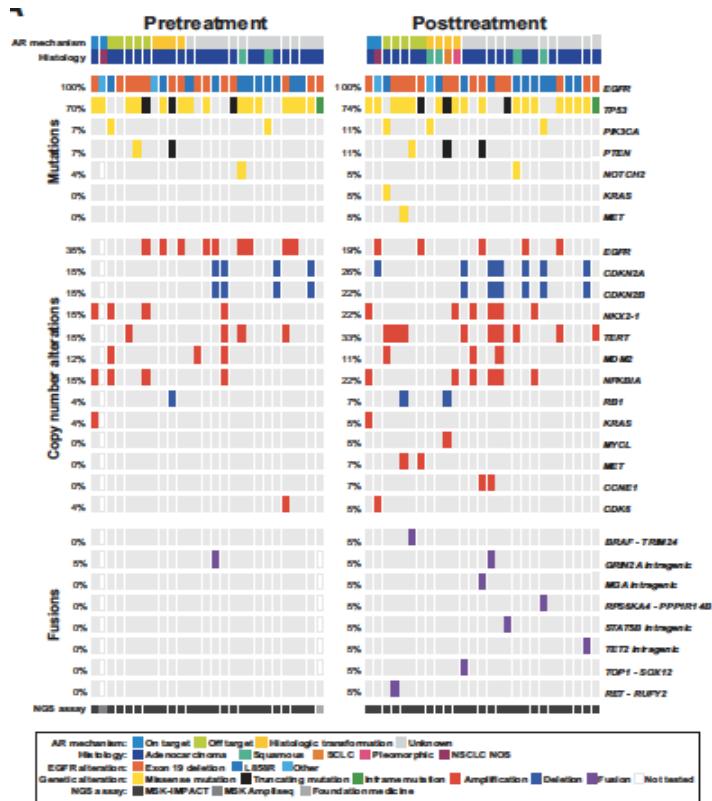 Pretreatment Posttreatment
AR mechanism
Histology
Mutations
100% 100% EGFR
70% 74% TP53
7% 11% PIK3CA
7% 11% PTEN
4% 5% NOTCH2
0% 5% KRAS
0% 5% MET
Copy number alterations
35% 19% EGFR
15% 26% CDKN2A
15% 22% CDKN2B
15% 22% NKX2-1
15% 33% TERT
12% 11% MDM2
15% 22% NFKBIA
4% 7% RB1
4% 5% KRAS
0% 5% MYCL
0% 7% MET
0% 7% CCNE1
4% 5% CDK6
Fusions
0% 5% BRAF - TRIM24
5% 5% GRIN2A Intragenic
0% 5% MGA Intragenic
0% 5% RPS6KA4 - PPP1R14B
0% 5% STAT5B Intragenic
0% 5% TET2 Intragenic
0% 5% TOP1 - SOX12
0% 5% RET - RUFY2
NGS assay
AR mechanism: On target Off target Histologic transformation Unknown
Histology: Adenocarcinoma Squamous SCLC Pleomorphic NSCLC NOS
EGFR alteration: Exon 19 deletion L858R Other
Genetic alteration: Missense mutation Truncating mutation Inframe mutation Amplification Deletion Fusion Not tested
NGS assay: MSK-IMPACT MSK Ampliseq Foundation medicine